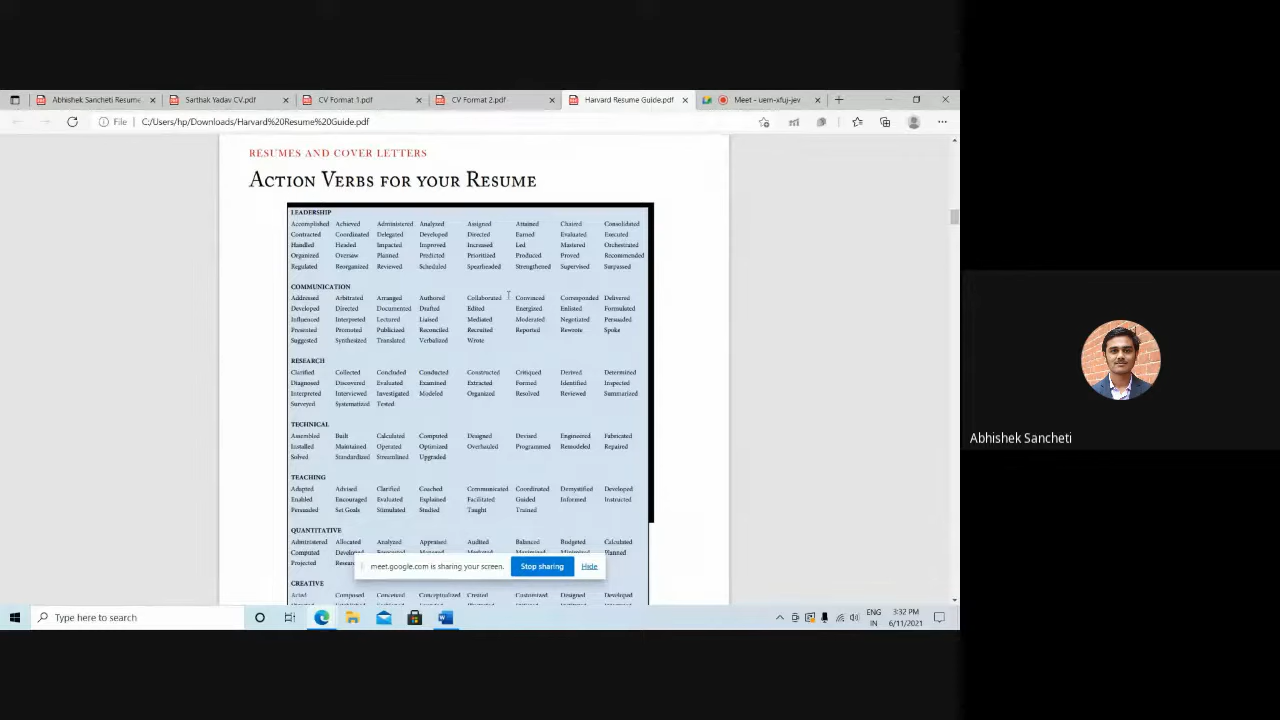 Abhishek Sancheti Resume
Sarthak Yadav CV.pdf
CV Format 1.pdf
CV Format 2.pdf
Harvard Resume Guide.pdf
Meet - uem-xfuj-jev
File
C:/Users/hp/Downloads/Harvard%20Resume%20Guide.pdf
RESUMES AND COVER LETTERS
ACTION VERBS FOR YOUR RESUME
LEADERSHIP
Accomplished Achieved Administered Analyzed Assigned Attained Chaired Consolidated
Contracted Coordinated Delegated Developed Directed Earned Evaluated Executed
Handled Headed Impacted Improved Increased Led Mastered Orchestrated
Organized Oversaw Planned Predicted Prioritized Produced Proved Recommended
Regulated Reorganized Reviewed Scheduled Spearheaded Strengthened Supervised Surpassed
COMMUNICATION
Addressed Arbitrated Arranged Authored Collaborated Convinced Corresponded Delivered
Developed Directed Documented Drafted Edited Energized Enlisted Formulated
Influenced Interpreted Lectured Liaised Mediated Moderated Negotiated Persuaded
Presented Promoted Publicized Reconciled Recruited Reported Rewrote Spoke
Suggested Synthesized Translated Verbalized Wrote
RESEARCH
Clarified Collected Concluded Conducted Constructed Critiqued Derived Determined
Diagnosed Discovered Evaluated Examined Extracted Formed Identified Inspected
Interpreted Interviewed Investigated Modeled Organized Resolved Reviewed Summarized
Surveyed Systematized Tested
TECHNICAL
Assembled Built Calculated Computed Designed Devised Engineered Fabricated
Installed Maintained Operated Optimized Overhauled Programmed Remodeled Repaired
Solved Standardized Streamlined Upgraded
TEACHING
Adapted Advised Clarified Coached Communicated Coordinated Demystified Developed
Enabled Encouraged Evaluated Explained Facilitated Guided Informed Instructed
Persuaded Set Goals Stimulated Studied Taught Trained
QUANTITATIVE
Administered Allocated Analyzed Appraised Audited Balanced Budgeted Calculated
Computed Planned
Projected
meet.google.com is sharing your screen. Stop sharing Hide
CREATIVE
Acted Composed Conceived Conceptualized Created Customized Designed Developed
Abhishek Sancheti
Type here to search
ENG
IN
3:32 PM
6/11/2021